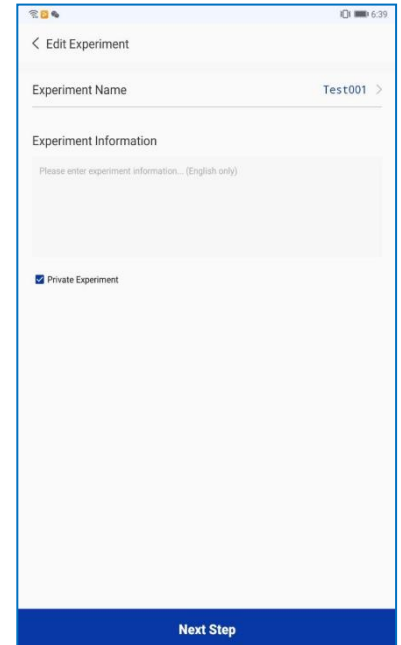 6:39
Edit Experiment
Experiment Name Test001
Experiment Information
Please enter experiment information... (English only)
Private Experiment
Next Step